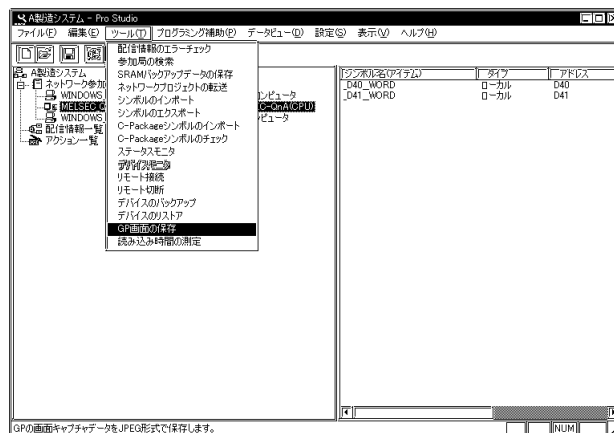 A製造システム - Pro Studio
ファイル(F) 編集(E) ツール(T) プログラミング補助(P) データビュー(D) 設定(S) 表示(V) ヘルプ(H)
配信情報のエラーチェック
参加局の検索
SRAMバックアップデータの保存
ネットワークプロジェクトの転送
シンボルのインポート
シンボルのエクスポート
C-Packageシンボルのインポート
C-Packageシンボルのチェック
ステータスモニタ
デバイスモニタ
リモート接続
リモート切断
デバイスのバックアップ
デバイスのリストア
GP画面の保存
読み込み時間の測定
A製造システム
ネットワーク参加
WINDOWS コンピュータ
MELSEC C-QnA(CPU)
WINDOWS コンピュータ
配信情報一覧
アクション一覧
シンボル名(アイテム) タイプ アドレス
_D40_WORD ローカル D40
_D41_WORD ローカル D41
GPの画面キャプチャデータをJPEG形式で保存します。
NUM